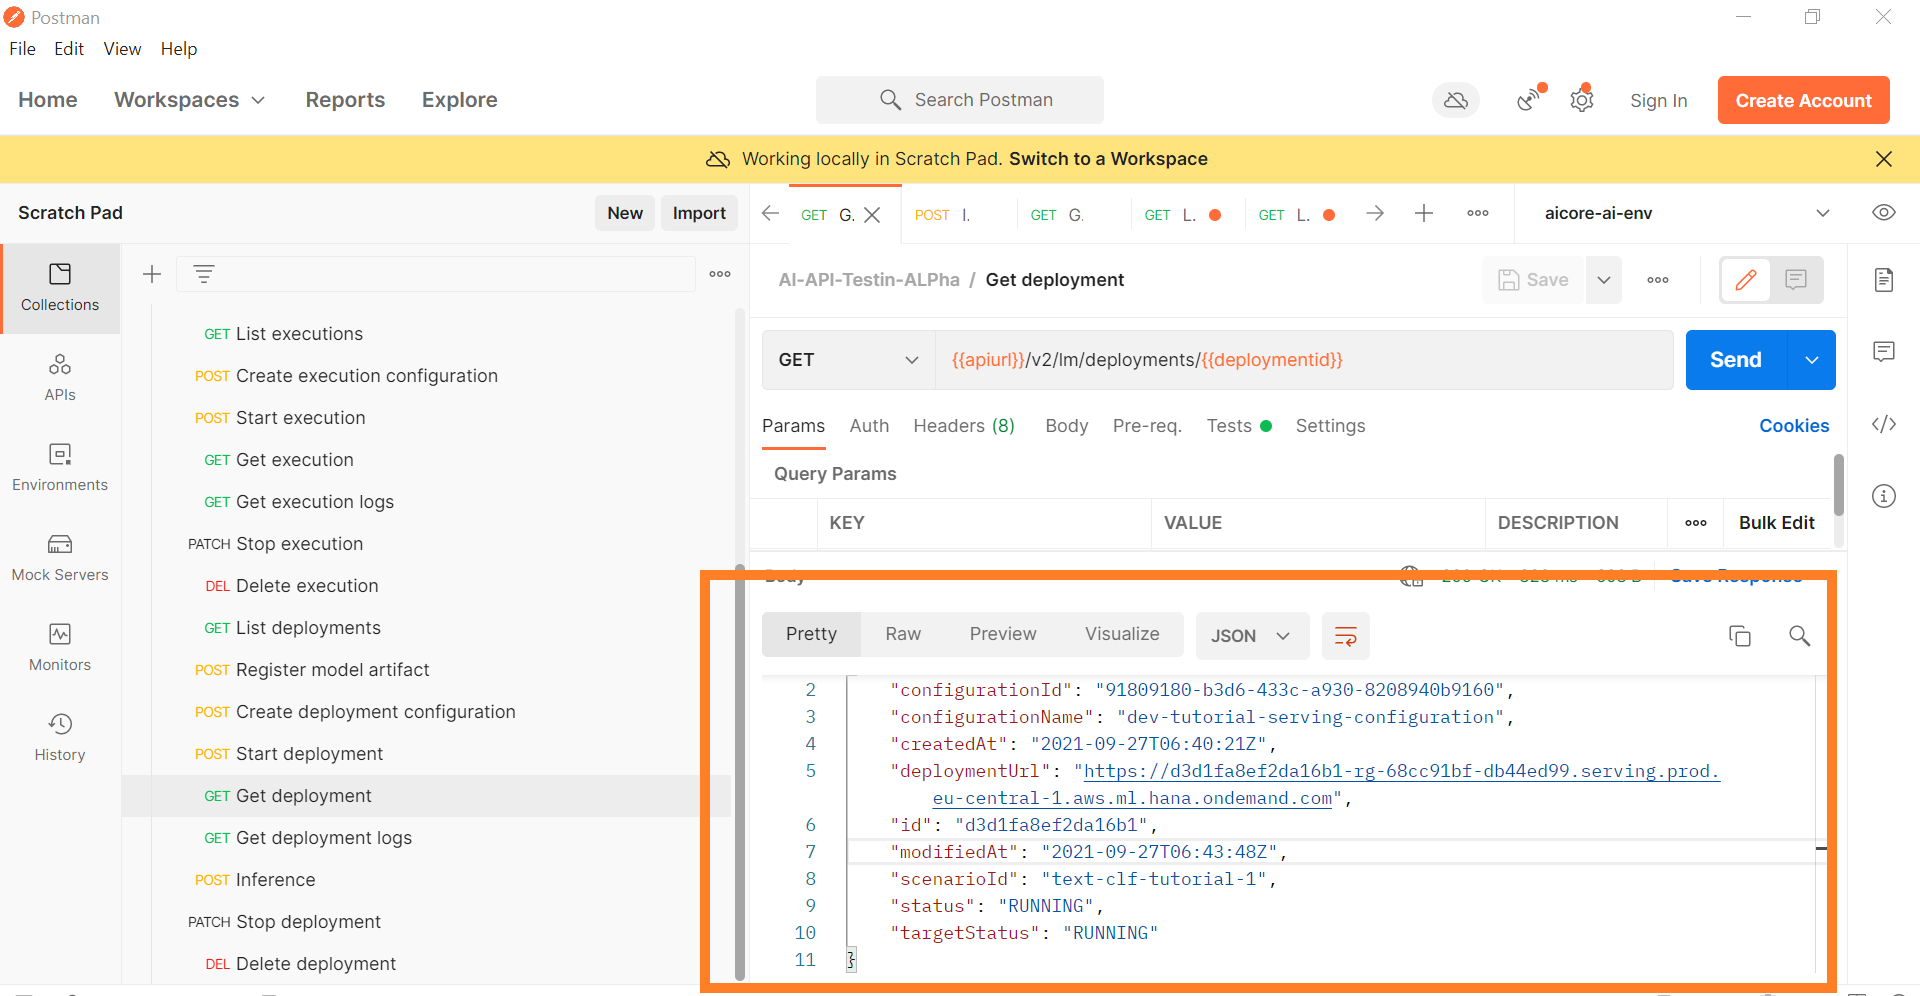 Postman
File Edit View Help
Home Workspaces Reports Explore Search Postman Sign In Create Account
Working locally in Scratch Pad. Switch to a Workspace
Scratch Pad New Import GET G. POST I. GET G. GET L. GET L. ooo aicore-ai-env
Collections
APIs
Environments
Mock Servers
Monitors
History
GET List executions
POST Create execution configuration
POST Start execution
GET Get execution
GET Get execution logs
PATCH Stop execution
DEL Delete execution
GET List deployments
POST Register model artifact
POST Create deployment configuration
POST Start deployment
GET Get deployment
GET Get deployment logs
POST Inference
PATCH Stop deployment
DEL Delete deployment
AI-API-Testin-ALPha / Get deployment Save
GET {{apiurl}}/v2/lm/deployments/{{deploymentid}} Send
Params Auth Headers (8) Body Pre-req. Tests Settings Cookies
Query Params
KEY VALUE DESCRIPTION Bulk Edit
Body Save Response
Pretty Raw Preview Visualize JSON
2 "configurationId": "91809180-b3d6-433c-a930-8208940b9160",
3 "configurationName": "dev-tutorial-serving-configuration",
4 "createdAt": "2021-09-27T06:40:21Z",
5 "deploymentUrl": "https://d3d1fa8ef2da16b1-rg-68cc91bf-db44ed99.serving.prod.
eu-central-1.aws.ml.hana.ondemand.com",
6 "id": "d3d1fa8ef2da16b1",
7 "modifiedAt": "2021-09-27T06:43:48Z",
8 "scenarioId": "text-clf-tutorial-1",
9 "status": "RUNNING",
10 "targetStatus": "RUNNING"
11 }